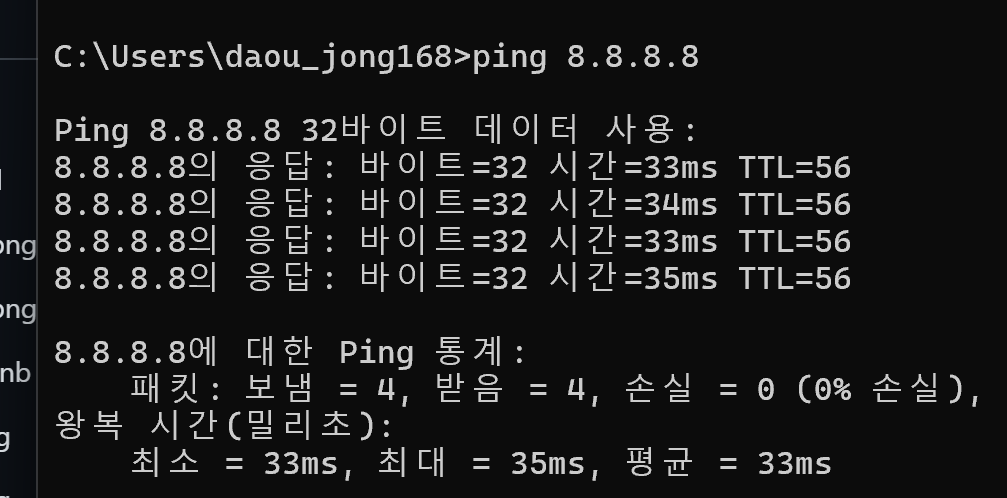 C:\Users\daou_jong168>ping 8.8.8.8
Ping 8.8.8.8 32바이트 데이터 사용:
8.8.8.8의 응답: 바이트=32 시간=33ms TTL=56
8.8.8.8의 응답: 바이트=32 시간=34ms TTL=56
8.8.8.8의 응답: 바이트=32 시간=33ms TTL=56
8.8.8.8의 응답: 바이트=32 시간=35ms TTL=56
8.8.8.8에 대한 Ping 통계:
패킷: 보냄 = 4, 받음 = 4, 손실 = 0 (0% 손실),
왕복 시간(밀리초):
최소 = 33ms, 최대 = 35ms, 평균 = 33ms